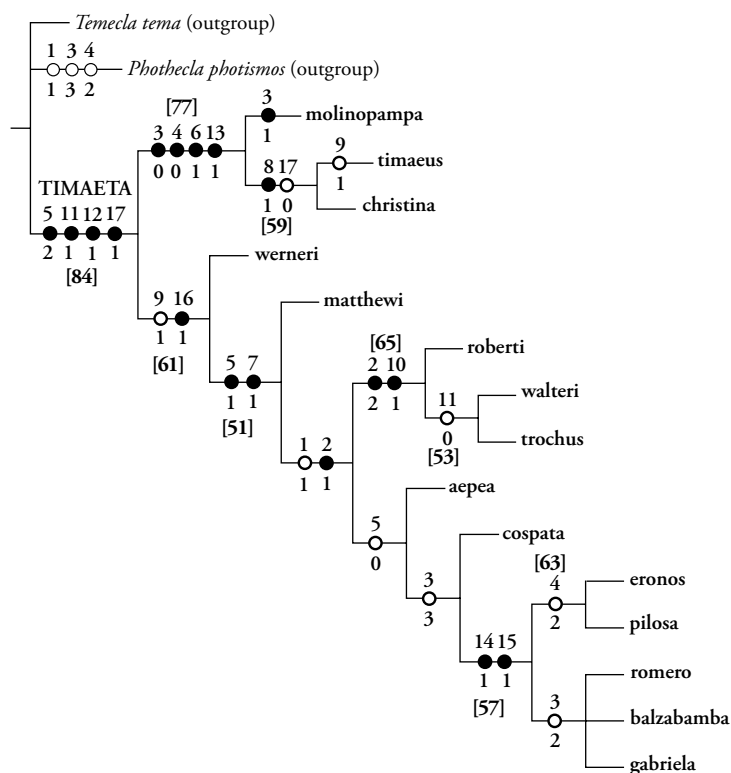 Temecla tema (outgroup)
1 3 4
Phothecla photismos (outgroup)
1 3 2
[77]
3 4 6 13
0 0 1 1
3
1
molinopampa
9
1
timaeus
8 17
1 0
[59]
christina
TIMAETA
5 11 12 17
2 1 1 1
[84]
werneri
9 16
1 1
[61]
matthewi
5 7
1 1
[51]
[65]
2 10
2 1
roberti
walteri
11
0
[53]
trochus
1 2
1 1
aepea
5
0
cospata
3
3
[63]
4
2
eronos
pilosa
14 15
1 1
[57]
romero
3
2
balzabamba
gabriela